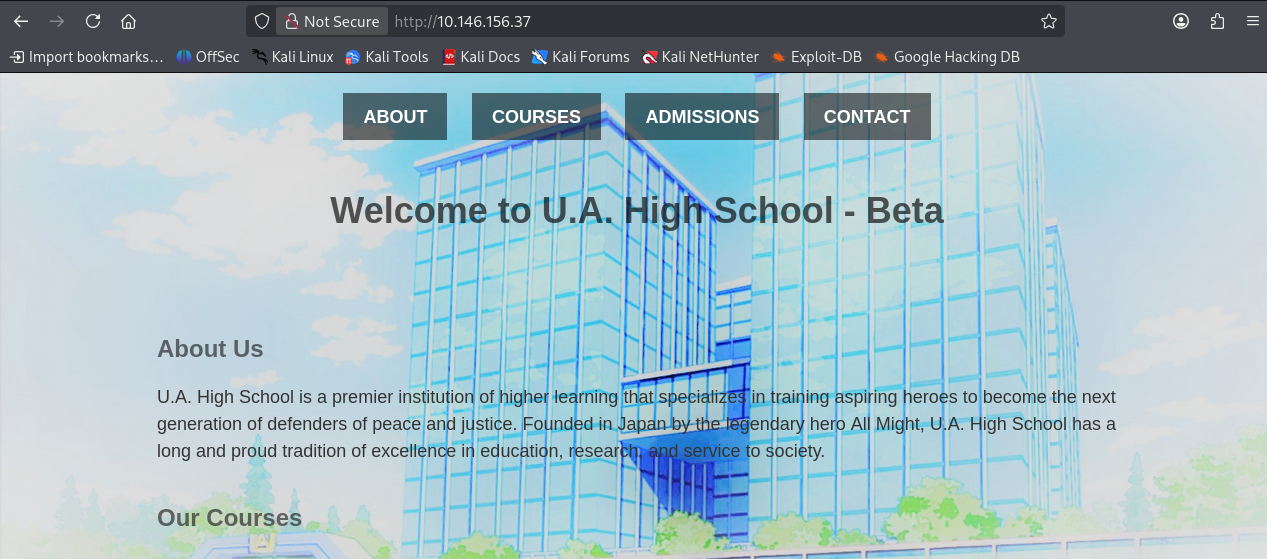 Not Secure http://10.146.156.37
Import bookmarks… OffSec Kali Linux Kali Tools Kali Docs Kali Forums Kali NetHunter Exploit-DB Google Hacking DB
ABOUT COURSES ADMISSIONS CONTACT
Welcome to U.A. High School - Beta
About Us
U.A. High School is a premier institution of higher learning that specializes in training aspiring heroes to become the next
generation of defenders of peace and justice. Founded in Japan by the legendary hero All Might, U.A. High School has a
long and proud tradition of excellence in education, research, and service to society.
Our Courses